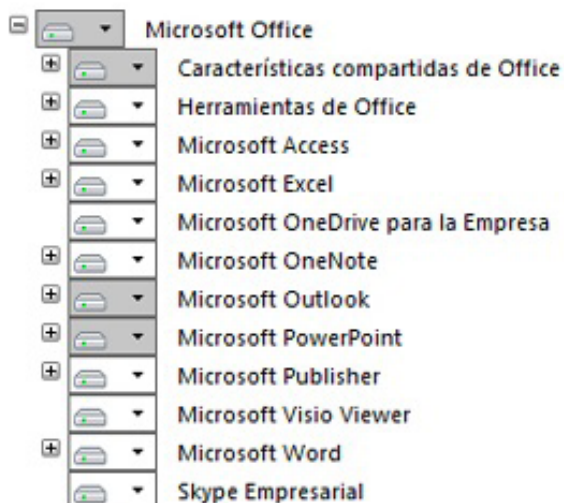 Microsoft Office
Características compartidas de Office
Herramientas de Office
Microsoft Access
Microsoft Excel
Microsoft OneDrive para la Empresa
Microsoft OneNote
Microsoft Outlook
Microsoft PowerPoint
Microsoft Publisher
Microsoft Visio Viewer
Microsoft Word
Skype Empresarial